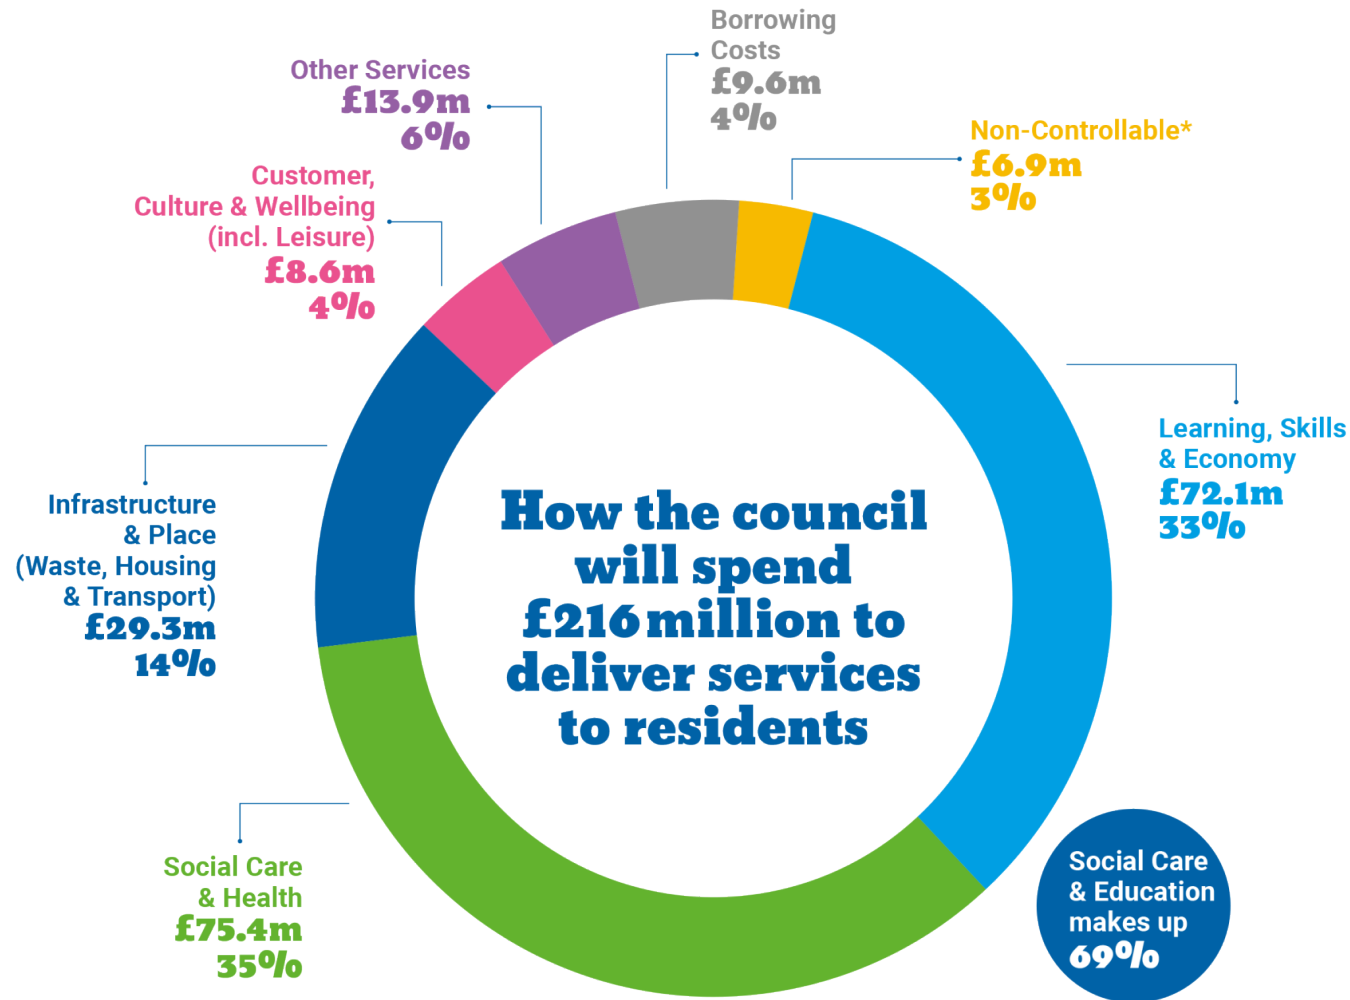 Borrowing
Costs
£9.6m
4%
Other Services
£13.9m
6%
Non-Controllable*
£6.9m
3%
Customer,
Culture & Wellbeing
(incl. Leisure)
£8.6m
4%
Learning, Skills
& Economy
£72.1m
33%
Infrastructure
& Place
(Waste, Housing
& Transport)
£29.3m
14%
How the council
will spend
£216 million to
deliver services
to residents
Social Care
& Health
£75.4m
35%
Social Care
& Education
makes up
69%